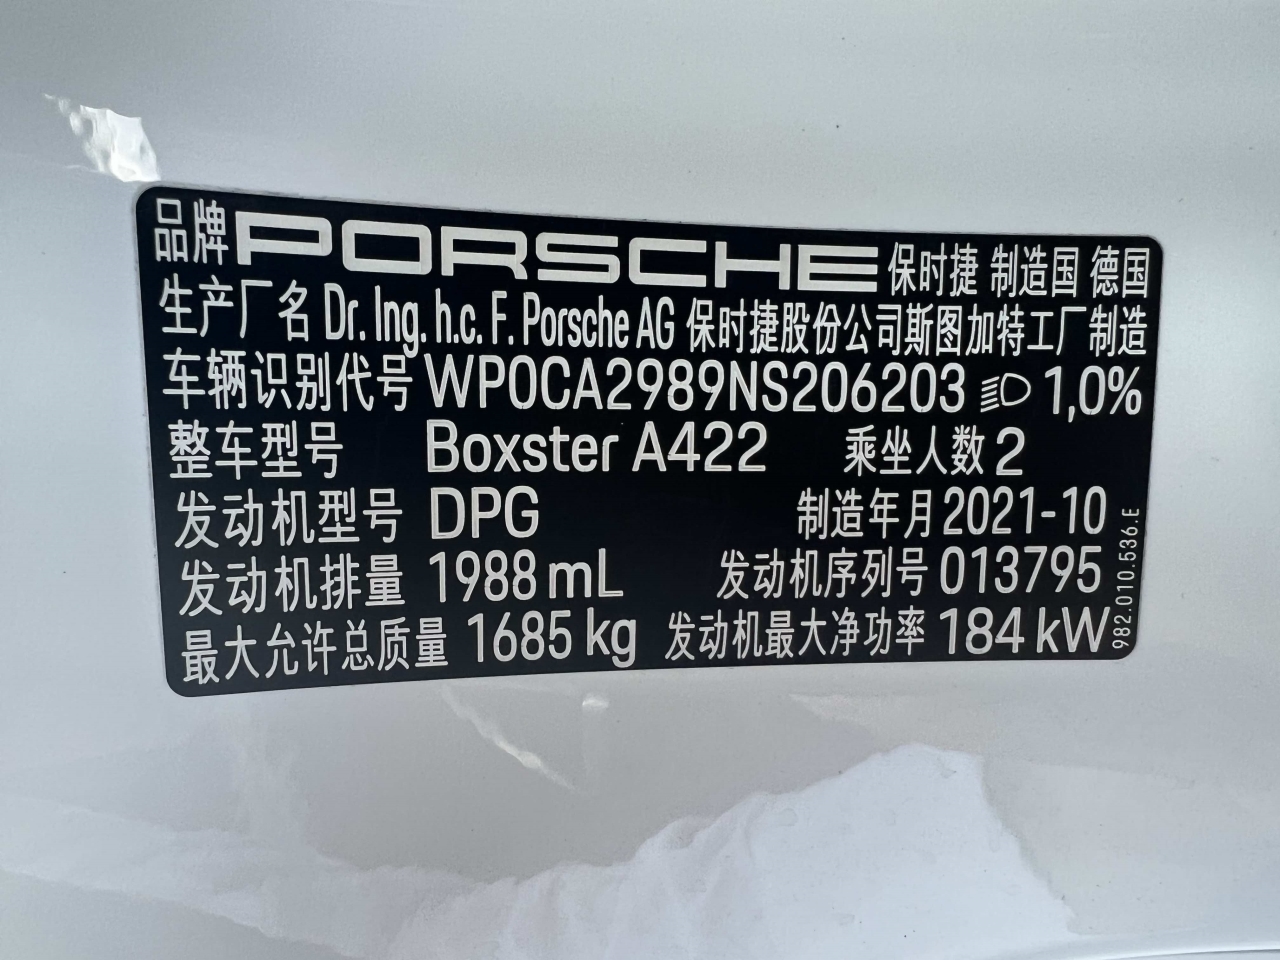 品牌 PORSCHE 保时捷 制造国 德国
生产厂名 Dr. Ing. h.c. F. Porsche AG 保时捷股份公司斯图加特工厂制造
车辆识别代号 WP0CA2989NS206203 1,0%
整车型号 Boxster A422 乘坐人数 2
发动机型号 DPG 制造年月 2021-10
发动机排量 1988 mL 发动机序列号 013795
最大允许总质量 1685 kg 发动机最大净功率 184 kW
982.010.536.E